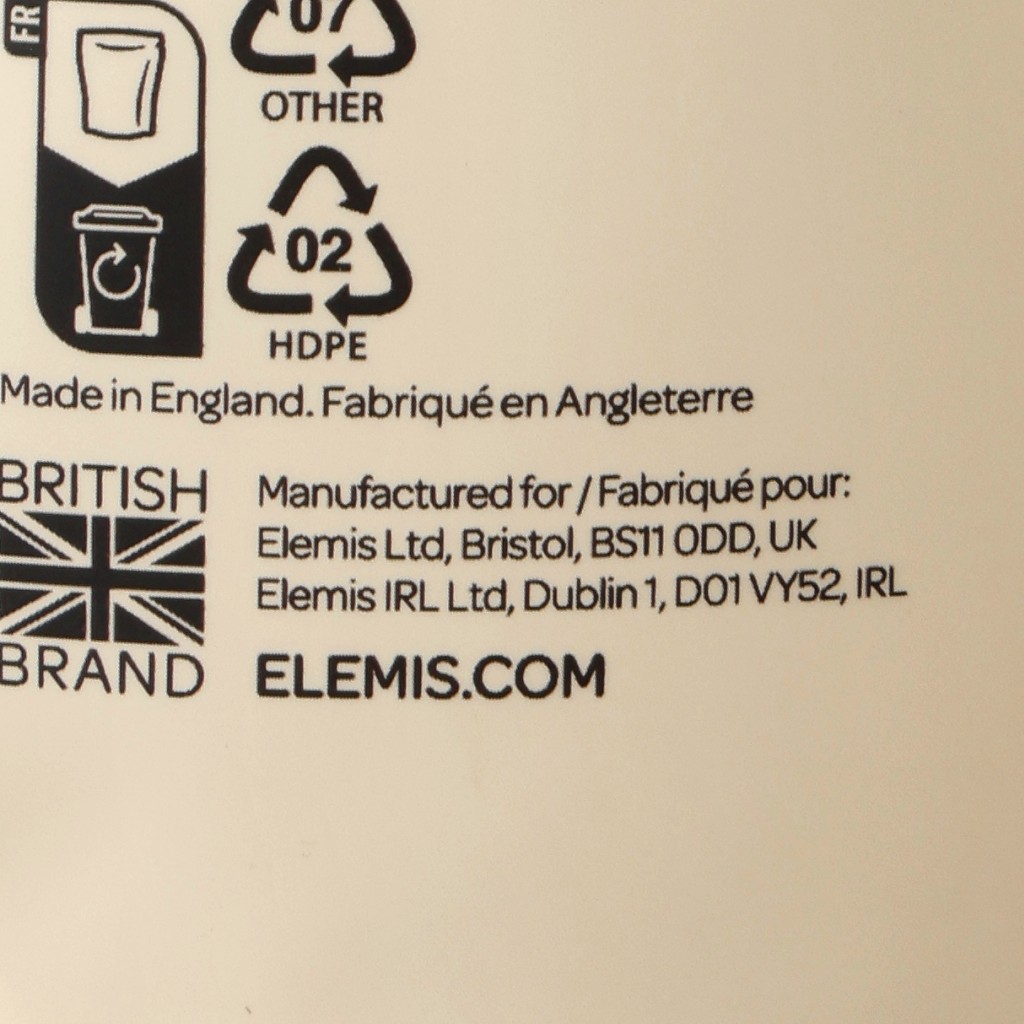 FR
07
OTHER
02
HDPE
Made in England. Fabriqué en Angleterre
BRITISH
BRAND
Manufactured for / Fabriqué pour:
Elemis Ltd, Bristol, BS11 0DD, UK
Elemis IRL Ltd, Dublin 1, D01 VY52, IRL
ELEMIS.COM